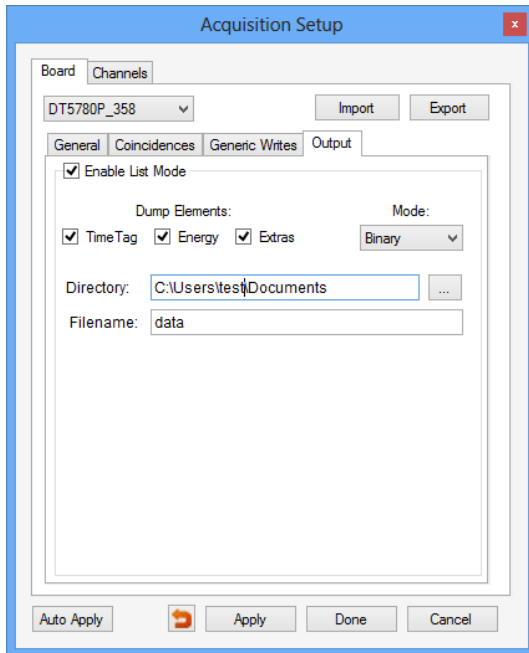 Acquisition Setup
x
Board Channels
DT5780P_358 Import Export
General Coincidences Generic Writes Output
Enable List Mode
Dump Elements: Mode:
TimeTag Energy Extras Binary
Directory: C:\Users\test\Documents ...
Filename: data
Auto Apply Apply Done Cancel